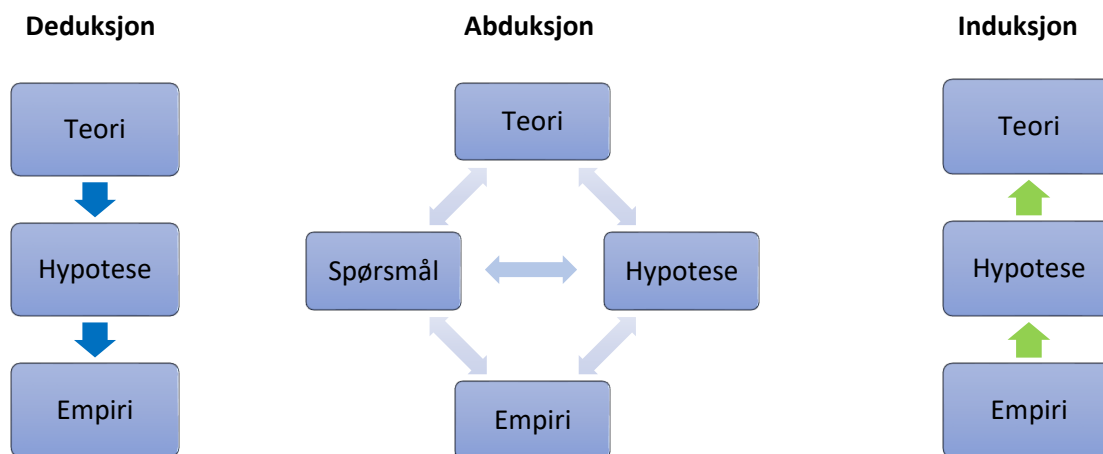 Deduksjon
Teori
Hypotese
Empiri
Abduksjon
Teori
Spørsmål
Hypotese
Empiri
Induksjon
Teori
Hypotese
Empiri